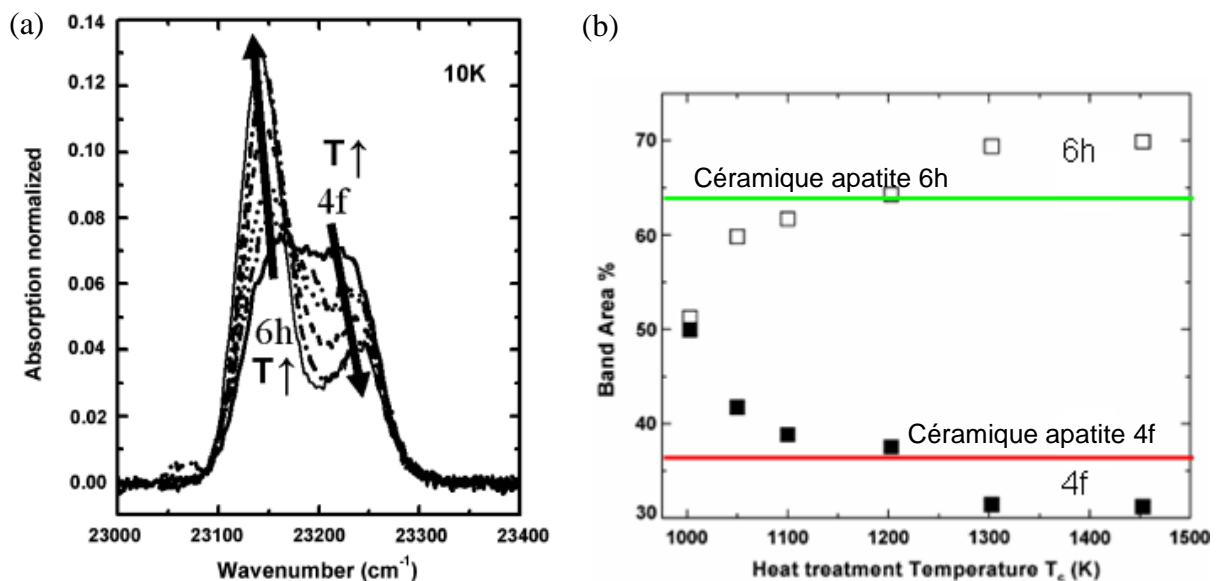 (a)
0.14
0.12
0.10
0.08
0.06
0.04
0.02
0.00
Absorption normalized
10K
T↑
4f
6h
T↑
23000 23100 23200 23300 23400
Wavenumber (cm⁻¹)
(b)
70
60
50
40
30
Band Area %
6h
Céramique apatite 6h
Céramique apatite 4f
4f
1000 1100 1200 1300 1400 1500
Heat treatment Temperature Tc (K)